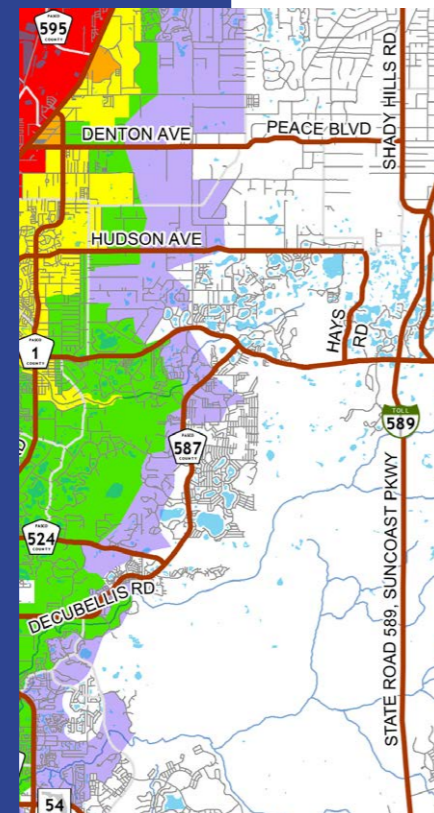 PASCO
595
COUNTY
SHADY HILLS RD
DENTON AVE
PEACE BLVD
HUDSON AVE
HAYS
RD
PASCO
1
COUNTY
TOLL
589
PASCO
587
COUNTY
STATE ROAD 589, SUNCOAST PKWY
PASCO
524
COUNTY
DECUBELLIS RD
54